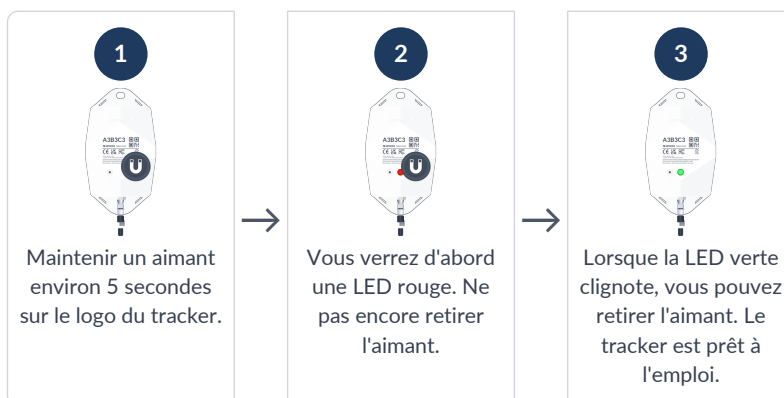 1
A3B3C3
Maintenir un aimant
environ 5 secondes
sur le logo du tracker.
2
A3B3C3
Vous verrez d'abord
une LED rouge. Ne
pas encore retirer
l'aimant.
3
A3B3C3
Lorsque la LED verte
clignote, vous pouvez
retirer l'aimant. Le
tracker est prêt à
l'emploi.